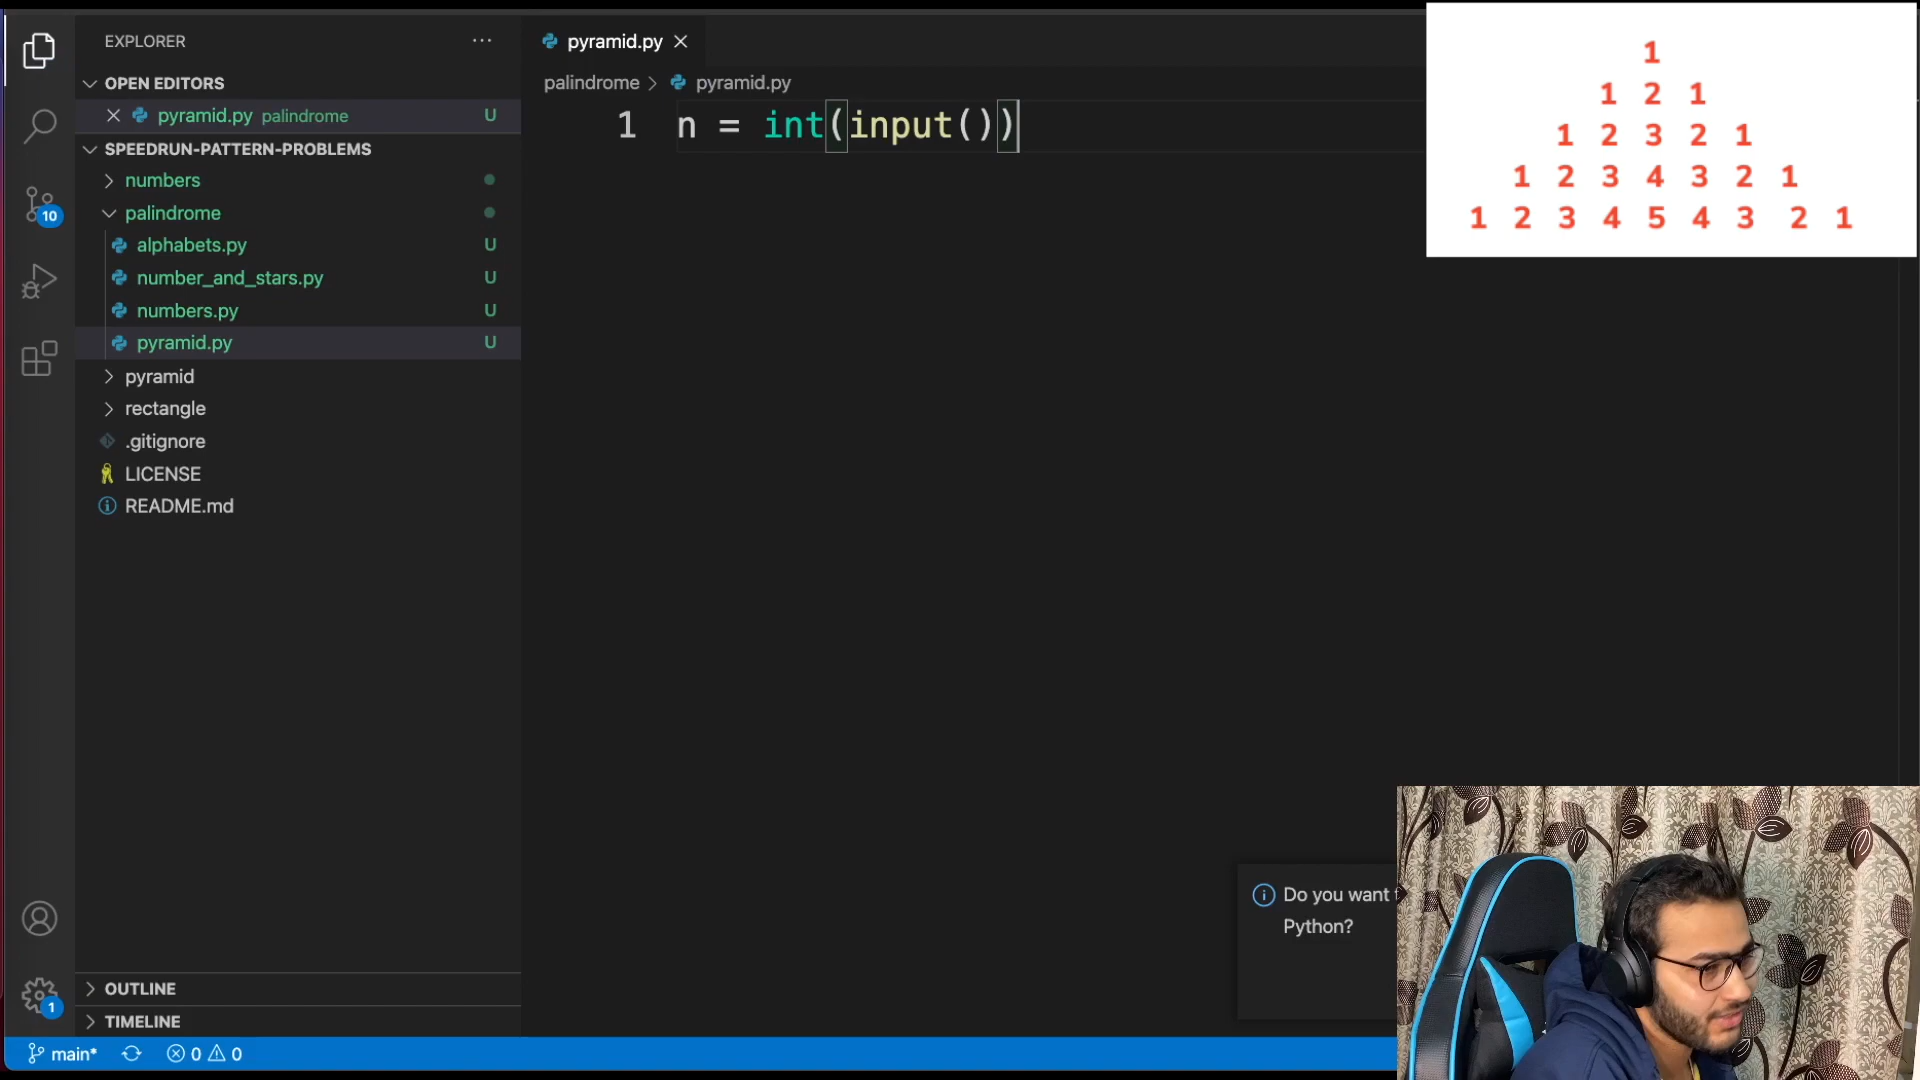 EXPLORER
OPEN EDITORS
pyramid.py palindrome U
SPEEDRUN-PATTERN-PROBLEMS
numbers
palindrome
alphabets.py U
number_and_stars.py U
numbers.py U
pyramid.py U
pyramid
rectangle
.gitignore
LICENSE
README.md
10
1
OUTLINE
TIMELINE
main* 0 0
pyramid.py
palindrome > pyramid.py
1 n = int(input())
1
1 2 1
1 2 3 2 1
1 2 3 4 3 2 1
1 2 3 4 5 4 3 2 1
Do you want
Python?